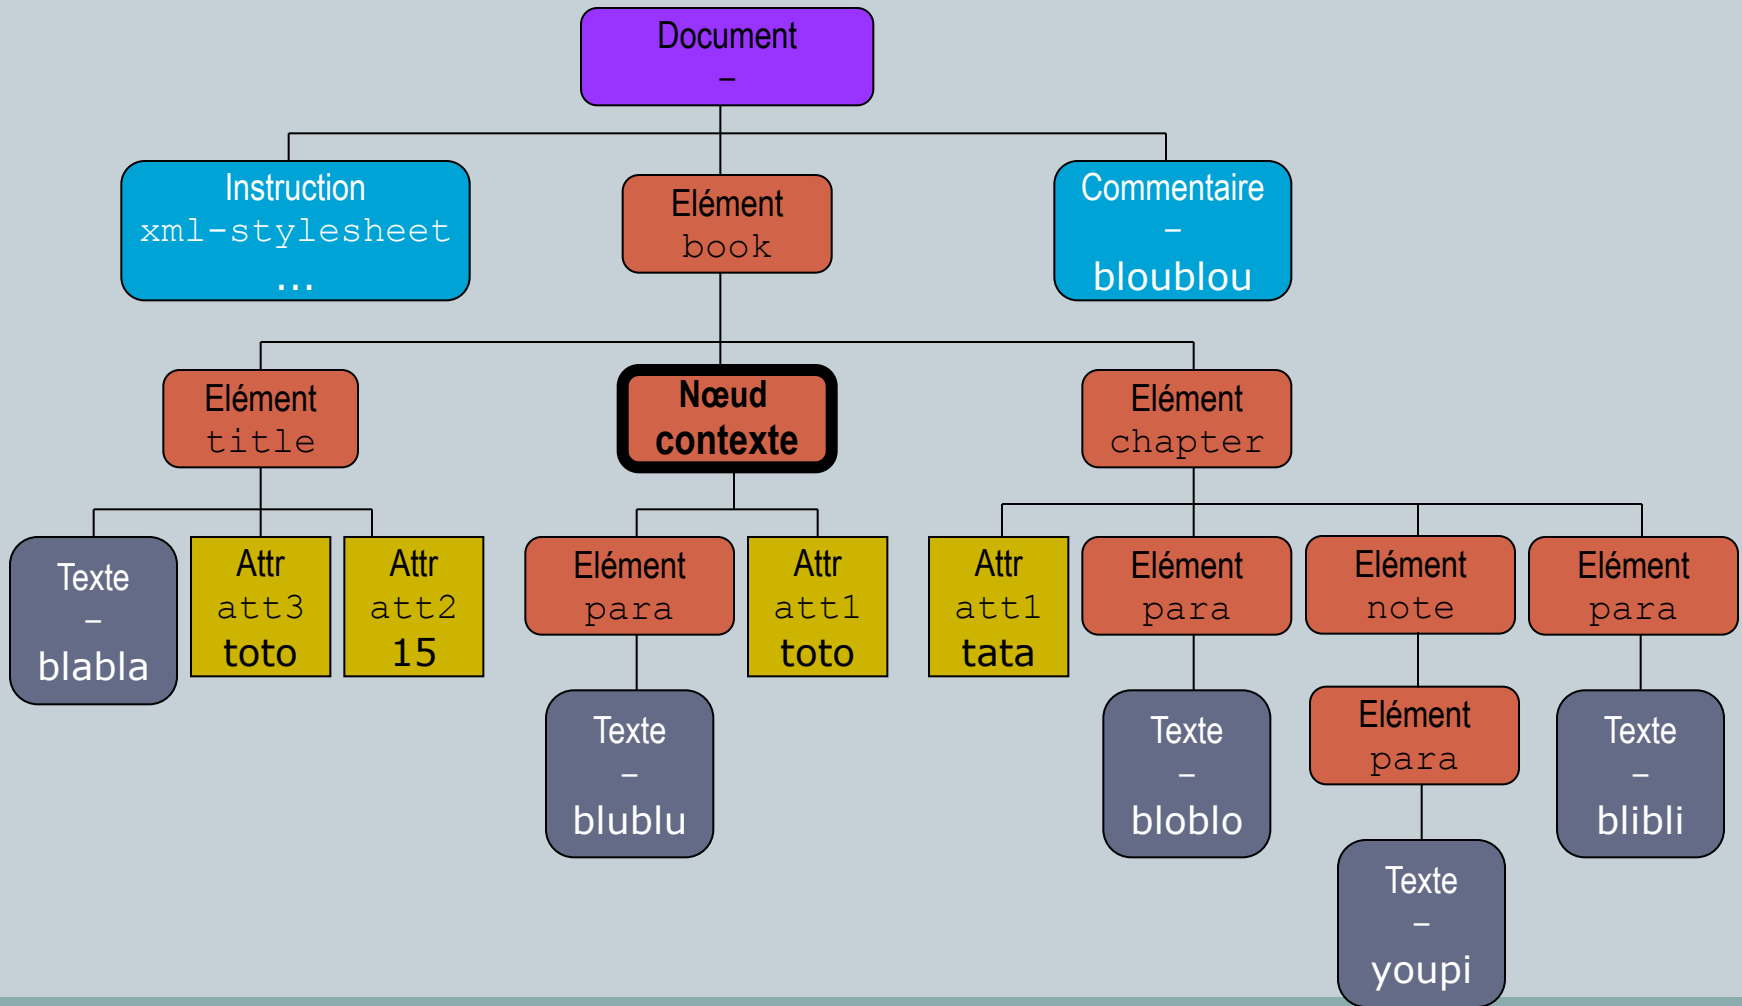 Document
–
Instruction
xml-stylesheet
...
Elément
book
Commentaire
–
bloublou
Elément
title
Nœud
contexte
Elément
chapter
Texte
–
blabla
Attr
att3
toto
Attr
att2
15
Elément
para
Attr
att1
toto
Attr
att1
tata
Elément
para
Elément
note
Elément
para
Texte
–
blublu
Texte
–
bloblo
Elément
para
Texte
–
blibli
Texte
–
youpi